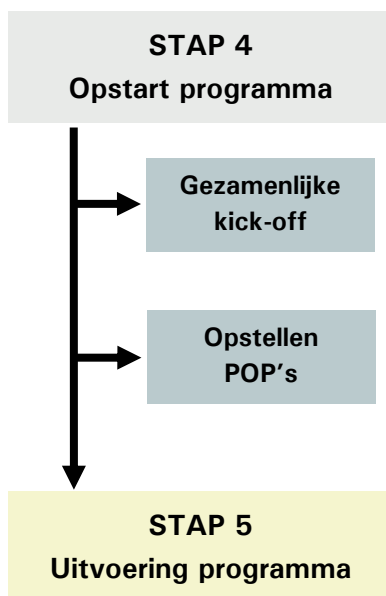 STAP 4
Opstart programma
Gezamenlijke
kick-off
Opstellen
POP's
STAP 5
Uitvoering programma